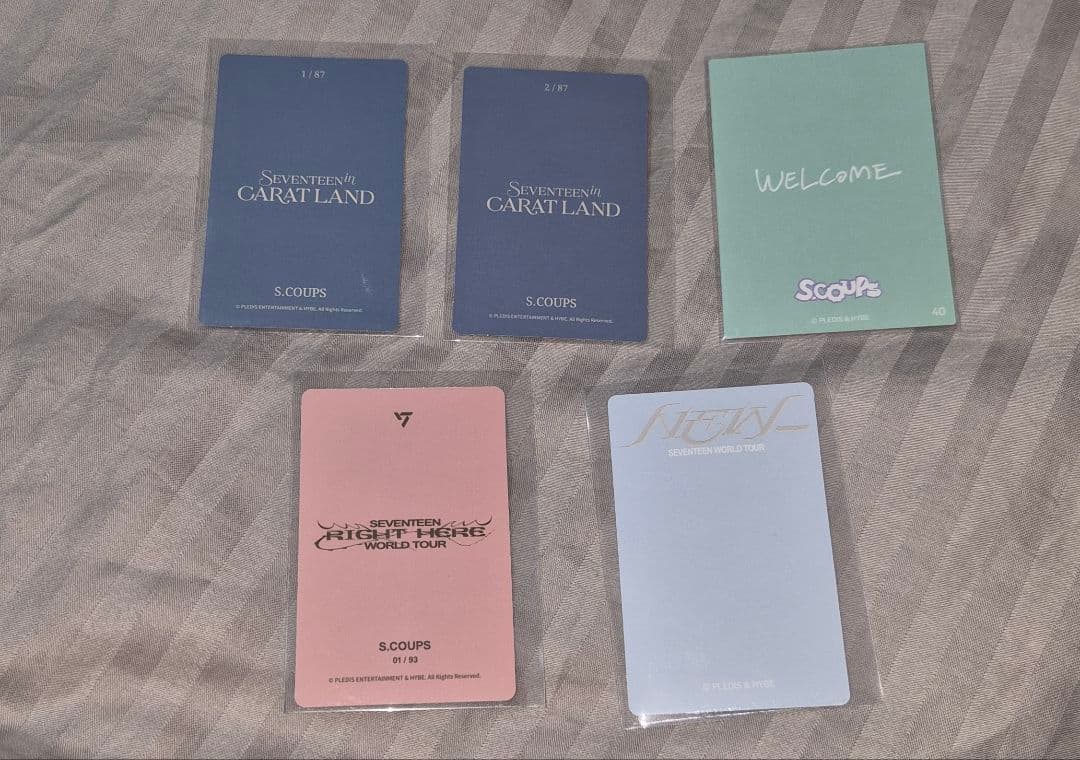 1 / 87
SEVENTEEN in
CARAT LAND
S.COUPS
© PLEDIS ENTERTAINMENT & HYBE. All Rights Reserved.
2 / 87
SEVENTEEN in
CARAT LAND
S.COUPS
© PLEDIS ENTERTAINMENT & HYBE. All Rights Reserved.
WELCOME
S.COUPS
© PLEDIS & HYBE
40
SEVENTEEN
RIGHT HERE
WORLD TOUR
S.COUPS
01 / 93
© PLEDIS ENTERTAINMENT & HYBE. All Rights Reserved.
NEW_
SEVENTEEN WORLD TOUR
© PLEDIS & HYBE